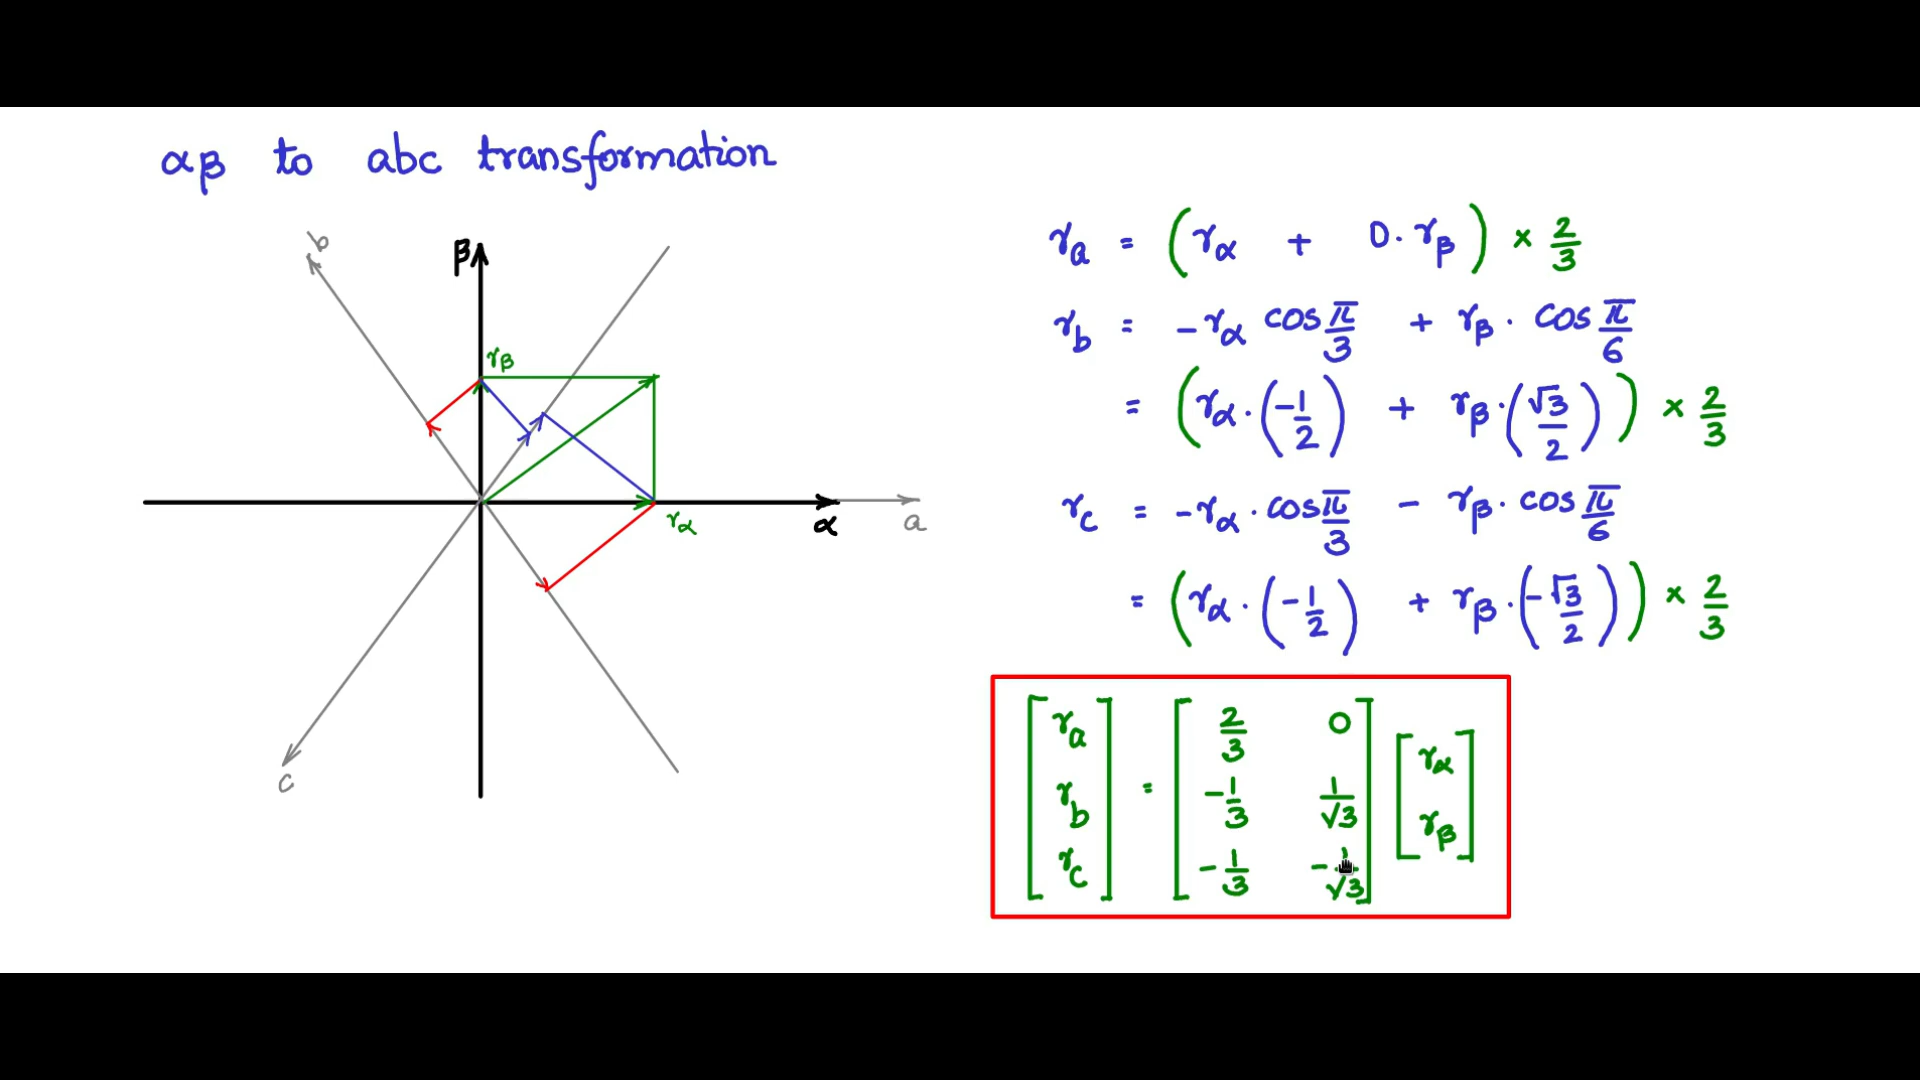 αβ to abc transformation
b
β
rβ
rα
α
a
c
ra = (rα + 0·rβ) × 2/3
rb = -rα cos π/3 + rβ· cos π/6
= (rα·(-1/2) + rβ·(√3/2)) × 2/3
rc = -rα· cos π/3 - rβ· cos π/6
= (rα·(-1/2) + rβ·(-√3/2)) × 2/3
[ra] = [2/3 0] [rα]
[rb] [-1/3 1/√3] [rβ]
[rc] [-1/3 -1/√3]